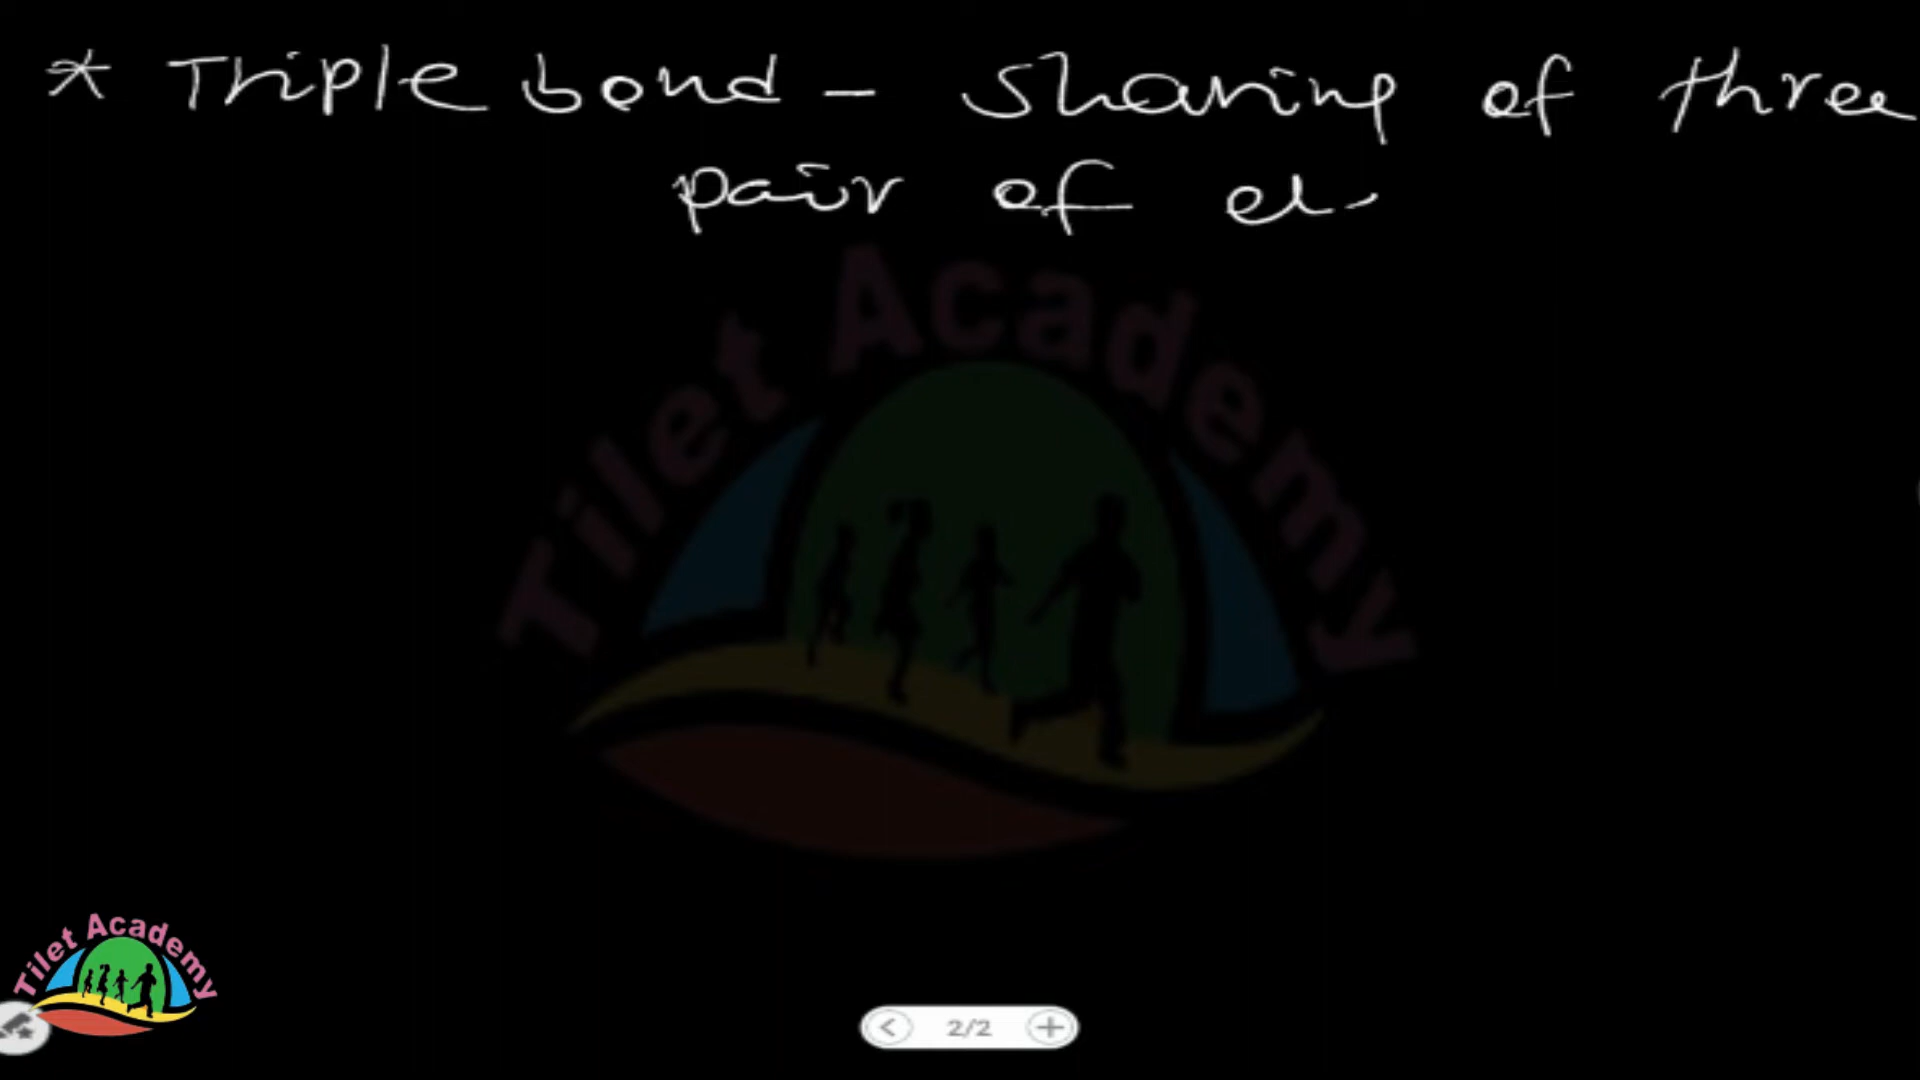 * Triple bond - sharing of three
pair of el-
Tilet Academy
Tilet Academy
2/2